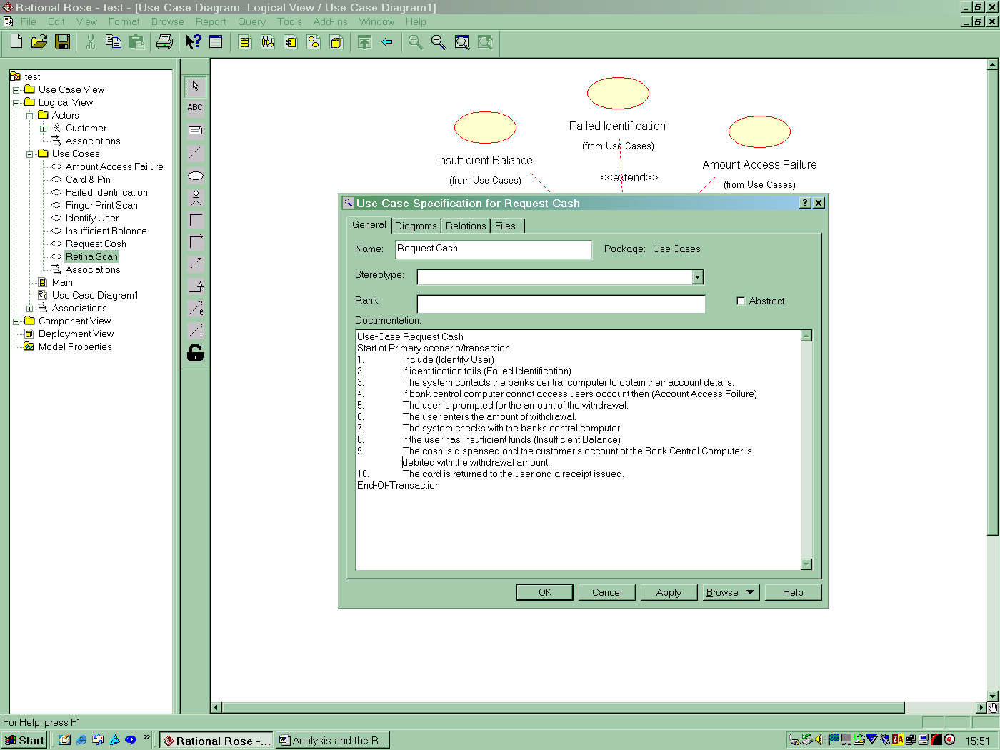 Rational Rose - test - [Use Case Diagram: Logical View / Use Case Diagram1]
File Edit View Format Browse Report Query Tools Add-Ins Window Help
test
Use Case View
Logical View
Actors
Customer
Associations
Use Cases
Amount Access Failure
Card & Pin
Failed Identification
Finger Print Scan
Identify User
Insufficient Balance
Request Cash
Retina Scan
Associations
Main
Use Case Diagram1
Associations
Component View
Deployment View
Model Properties
ABC
Failed Identification
(from Use Cases)
Insufficient Balance
(from Use Cases)
Amount Access Failure
(from Use Cases)
<<extend>>
Use Case Specification for Request Cash
General Diagrams Relations Files
Name: Request Cash Package: Use Cases
Stereotype:
Rank: Abstract
Documentation:
Use-Case Request Cash
Start of Primary scenario/transaction
1. Include (Identify User)
2. If identification fails (Failed Identification)
3. The system contacts the banks central computer to obtain their account details.
4. If bank central computer cannot access users account then (Account Access Failure)
5. The user is prompted for the amount of the withdrawal.
6. The user enters the amount of withdrawal.
7. The system checks with the banks central computer
8. If the user has insufficient funds (Insufficient Balance)
9. The cash is dispensed and the customer's account at the Bank Central Computer is
debited with the withdrawal amount.
10. The card is returned to the user and a receipt issued.
End-Of-Transaction
OK Cancel Apply Browse Help
For Help, press F1
Start Rational Rose -... Analysis and the R... ZA 15:51